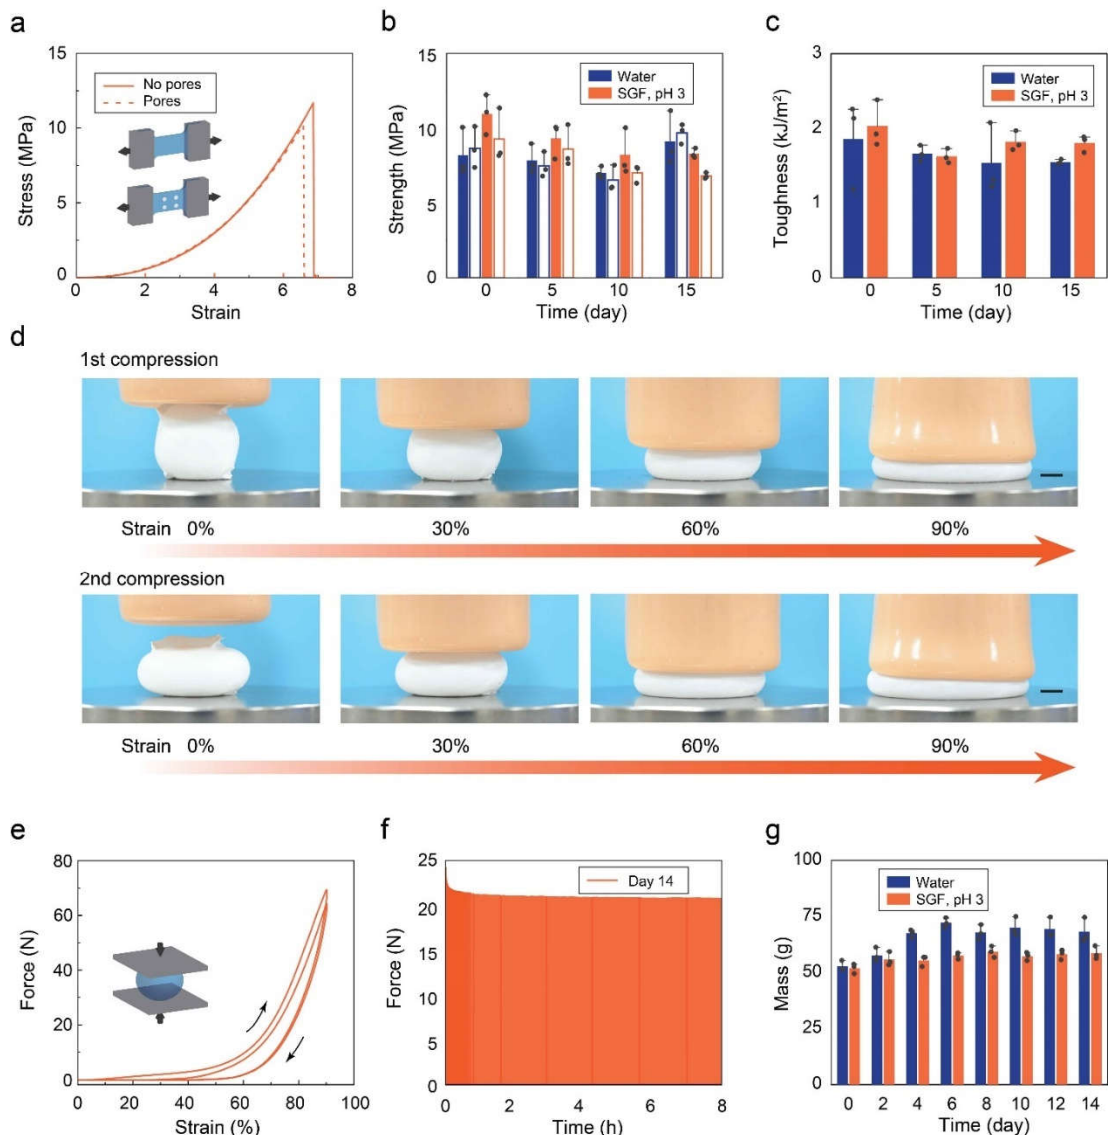 a
15
10
5
0
Stress (MPa)
No pores
Pores
0 2 4 6 8
Strain
b
15
10
5
0
Strength (MPa)
Water
SGF, pH 3
0 5 10 15
Time (day)
c
3
2
1
0
Toughness (kJ/m²)
Water
SGF, pH 3
0 5 10 15
Time (day)
d
1st compression
Strain 0% 30% 60% 90%
2nd compression
Strain 0% 30% 60% 90%
e
80
60
40
20
0
Force (N)
0 20 40 60 80 100
Strain (%)
f
25
20
15
10
5
0
Force (N)
Day 14
0 2 4 6 8
Time (h)
g
100
75
50
25
0
Mass (g)
Water
SGF, pH 3
0 2 4 6 8 10 12 14
Time (day)